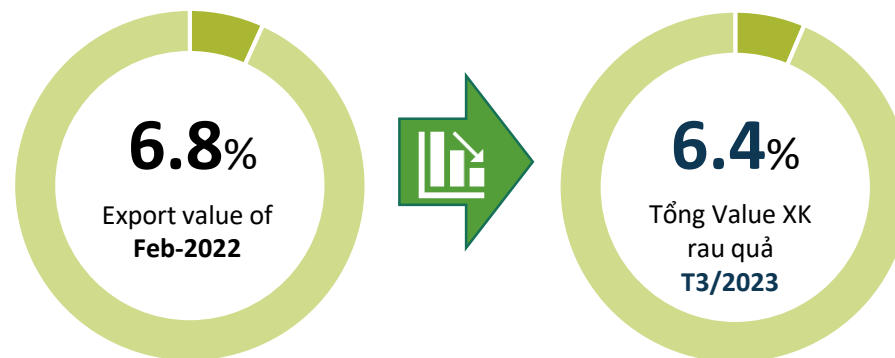 6.8%
Export value of
Feb-2022
6.4%
Tổng Value XK
rau quả
T3/2023